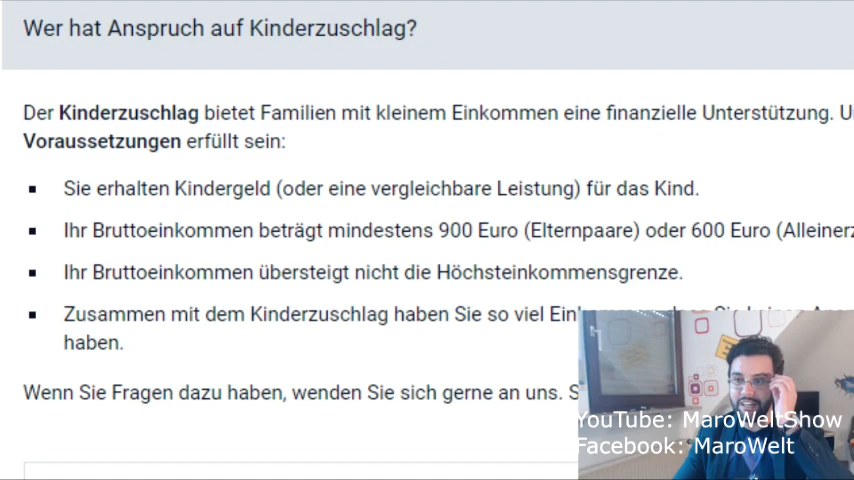 Wer hat Anspruch auf Kinderzuschlag?
Der Kinderzuschlag bietet Familien mit kleinem Einkommen eine finanzielle Unterstützung.
Voraussetzungen erfüllt sein:
Sie erhalten Kindergeld (oder eine vergleichbare Leistung) für das Kind.
Ihr Bruttoeinkommen beträgt mindestens 900 Euro (Elternpaare) oder 600 Euro
Ihr Bruttoeinkommen übersteigt nicht die Höchsteinkommensgrenze.
Zusammen mit dem Kinderzuschlag haben Sie so viel
haben.
Wenn Sie Fragen dazu haben, wenden Sie sich gerne an uns.
YouTube: MaroWeltShow
Facebook: MaroWelt